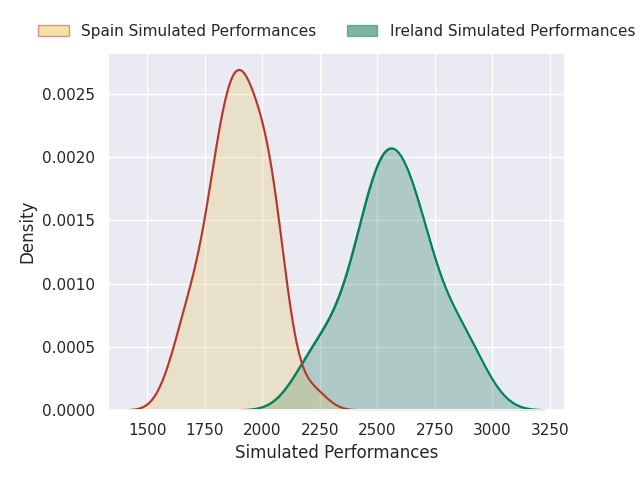 Spain Simulated Performances Ireland Simulated Performances
0.0025
0.0020
0.0015
0.0010
0.0005
0.0000
Density
1500 1750 2000 2250 2500 2750 3000 3250
Simulated Performances